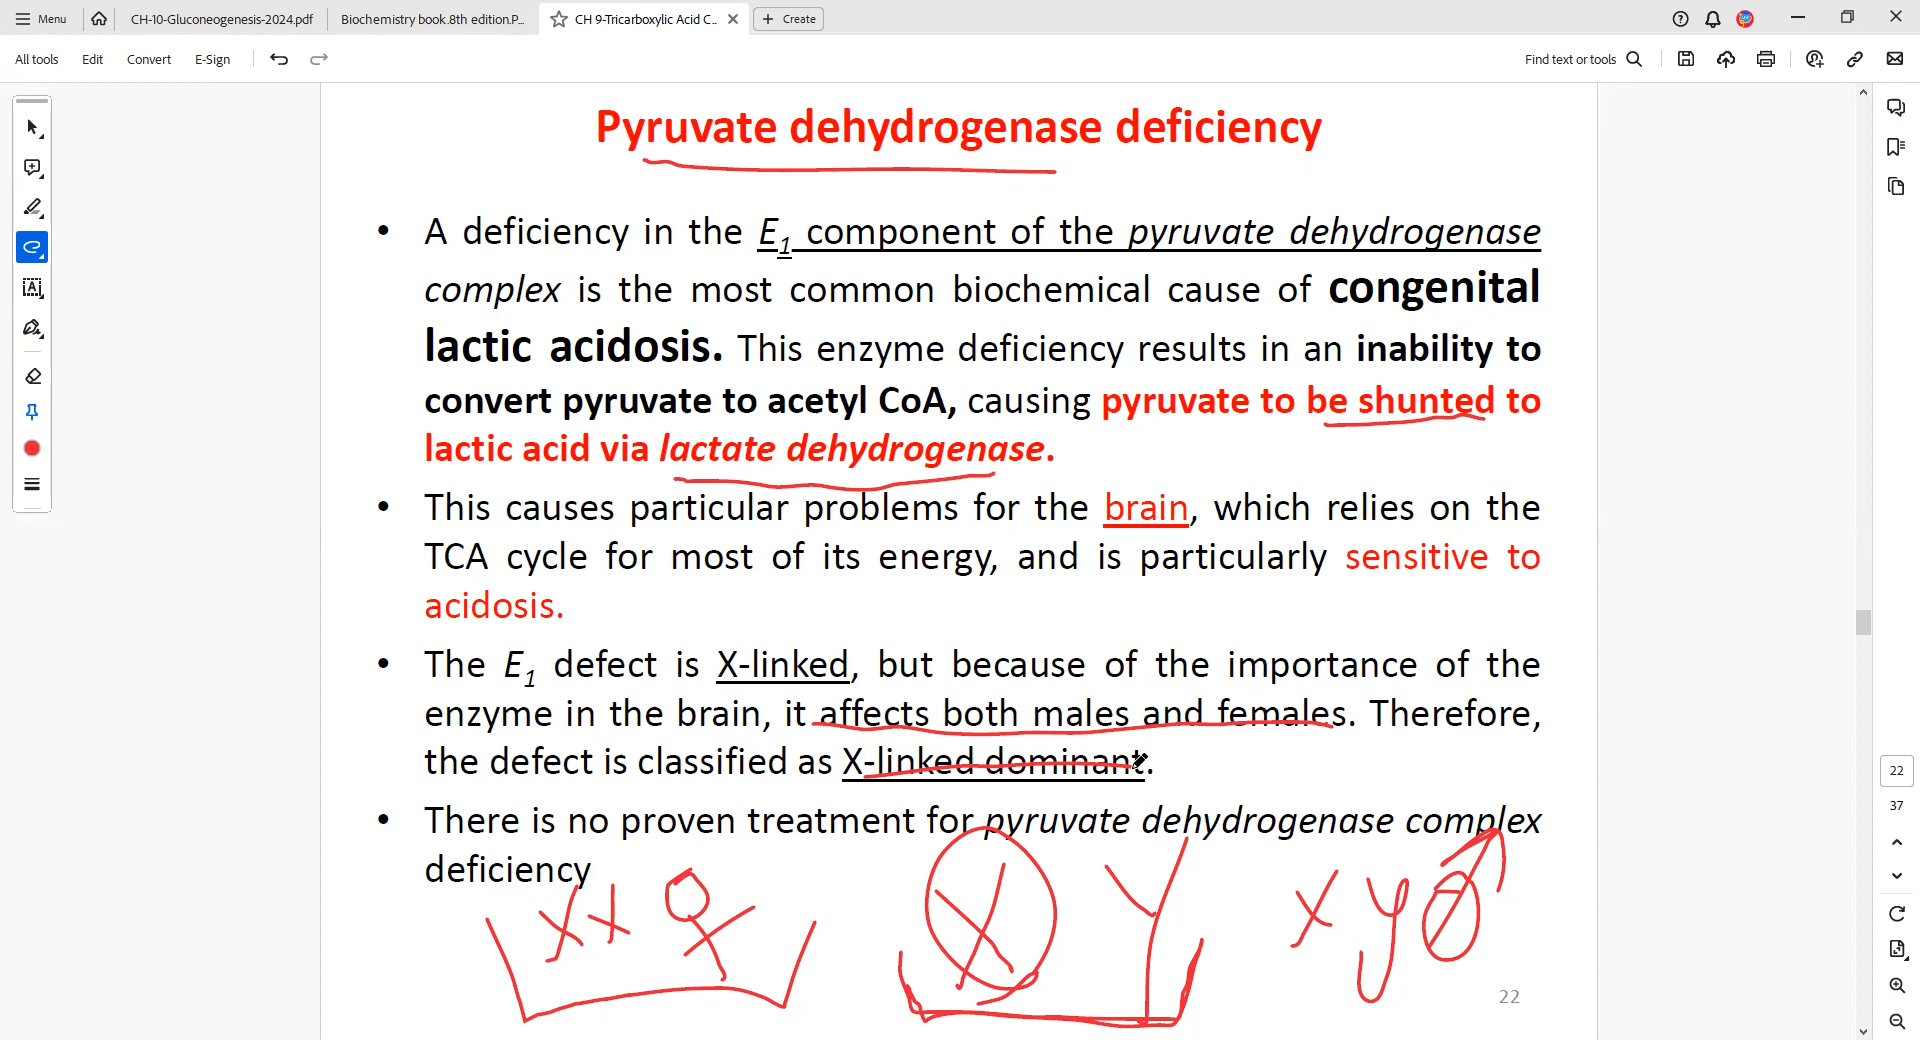 Menu
CH-10-Gluconeogenesis-2024.pdf
Biochemistry book.8th edition.P...
CH 9-Tricarboxylic Acid C...
Create
All tools
Edit
Convert
E-Sign
Find text or tools
Pyruvate dehydrogenase deficiency
• A deficiency in the E1 component of the pyruvate dehydrogenase
complex is the most common biochemical cause of congenital
lactic acidosis. This enzyme deficiency results in an inability to
convert pyruvate to acetyl CoA, causing pyruvate to be shunted to
lactic acid via lactate dehydrogenase.
• This causes particular problems for the brain, which relies on the
TCA cycle for most of its energy, and is particularly sensitive to
acidosis.
• The E1 defect is X-linked, but because of the importance of the
enzyme in the brain, it affects both males and females. Therefore,
the defect is classified as X-linked dominant.
• There is no proven treatment for pyruvate dehydrogenase complex
deficiency
XX ♀
X Y
X y ♂
22
22
37